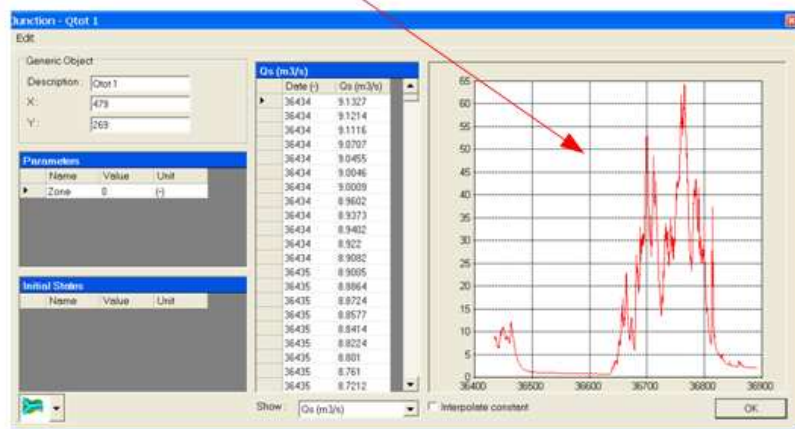 Junction - Qtot 1
Edit
Generic Object
Description: Qtot 1
X: 479
Y: 269
Parameters
Name Value Unit
Zone 0 (-)
Initial States
Name Value Unit
Qs (m3/s)
Date (-) Qs (m3/s)
36434 9.1327
36434 9.1214
36434 9.1116
36434 9.0707
36434 9.0455
36434 9.0046
36434 9.0009
36434 8.9602
36434 8.9373
36434 8.9402
36434 8.922
36434 8.9082
36435 8.9005
36435 8.8864
36435 8.8724
36435 8.8577
36435 8.8414
36435 8.8224
36435 8.801
36435 8.761
36435 8.7212
Show: Qs (m3/s)
65
60
55
50
45
40
35
30
25
20
15
10
5
0
36400 36500 36600 36700 36800 36900
Interpolate constant
OK